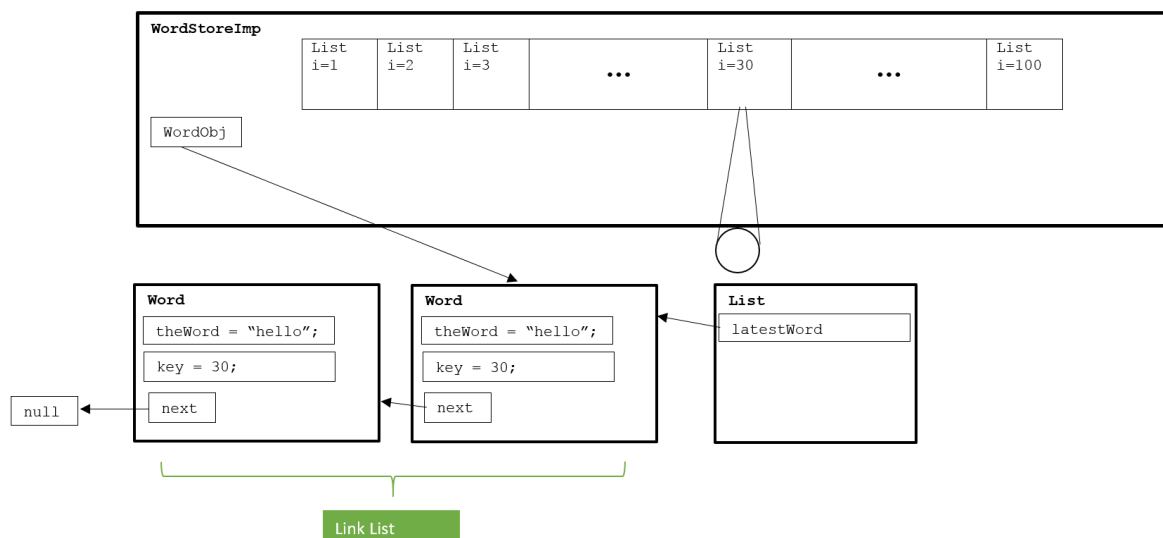 WordStoreImp
List
i=1
List
i=2
List
i=3
...
List
i=30
...
List
i=100
WordObj
Word
theWord = “hello”;
key = 30;
next
Word
theWord = “hello”;
key = 30;
next
List
latestWord
null
Link List